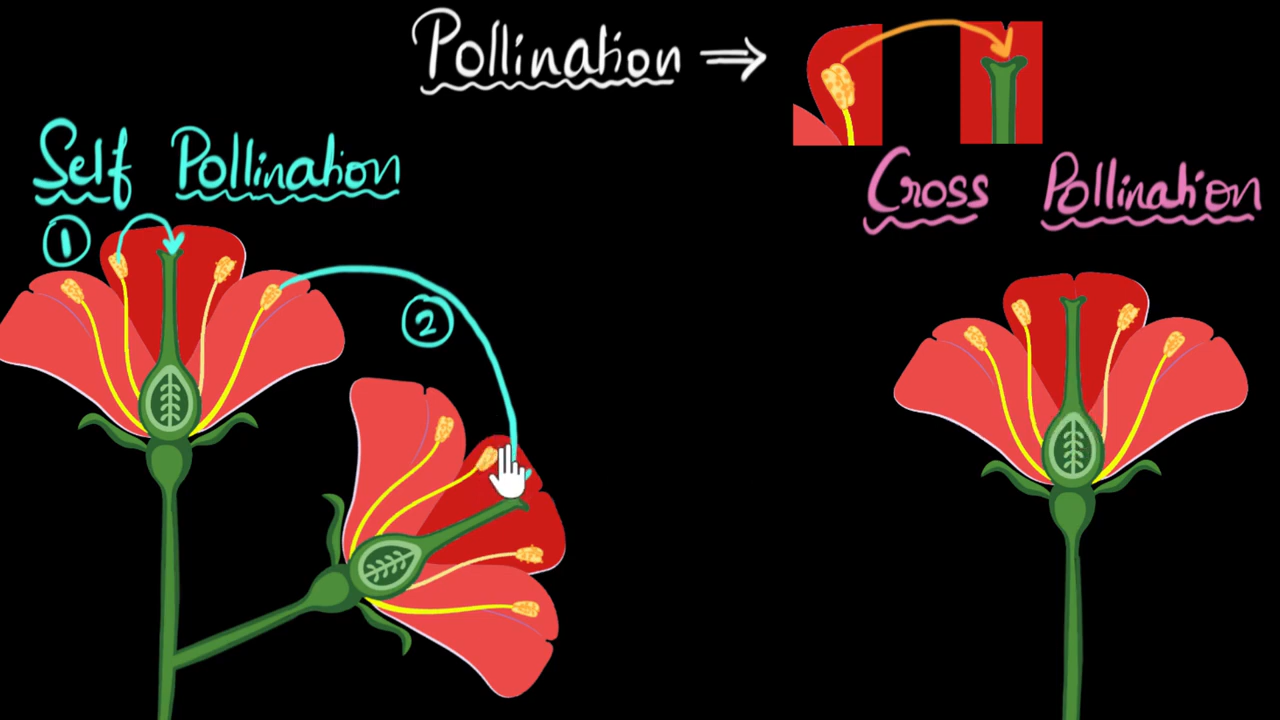 Pollination ⇒
Self Pollination
Cross Pollination
1
2